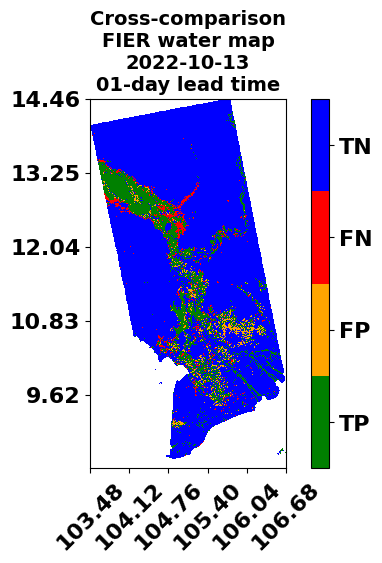 Cross-comparison
FIER water map
2022-10-13
01-day lead time
14.46
13.25
12.04
10.83
9.62
103.48
104.12
104.76
105.40
106.04
106.68
TN
FN
FP
TP